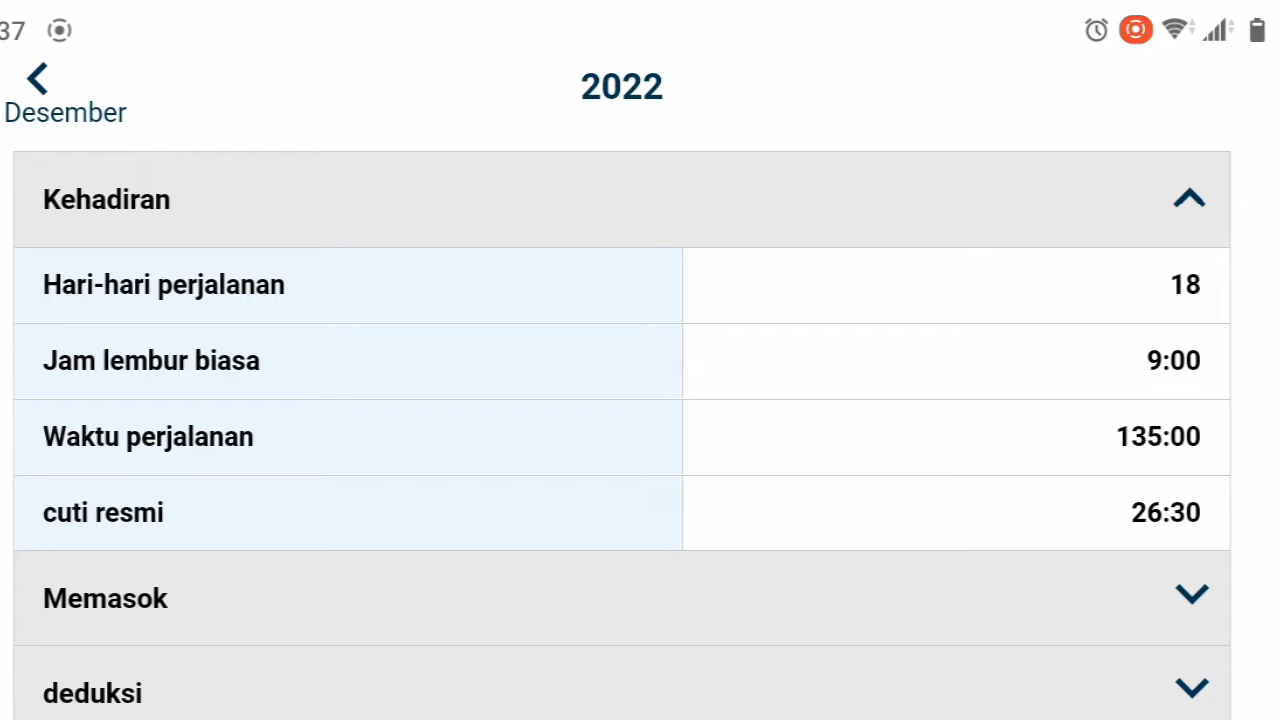 37
Desember
2022
Kehadiran
Hari-hari perjalanan 18
Jam lembur biasa 9:00
Waktu perjalanan 135:00
cuti resmi 26:30
Memasok
deduksi